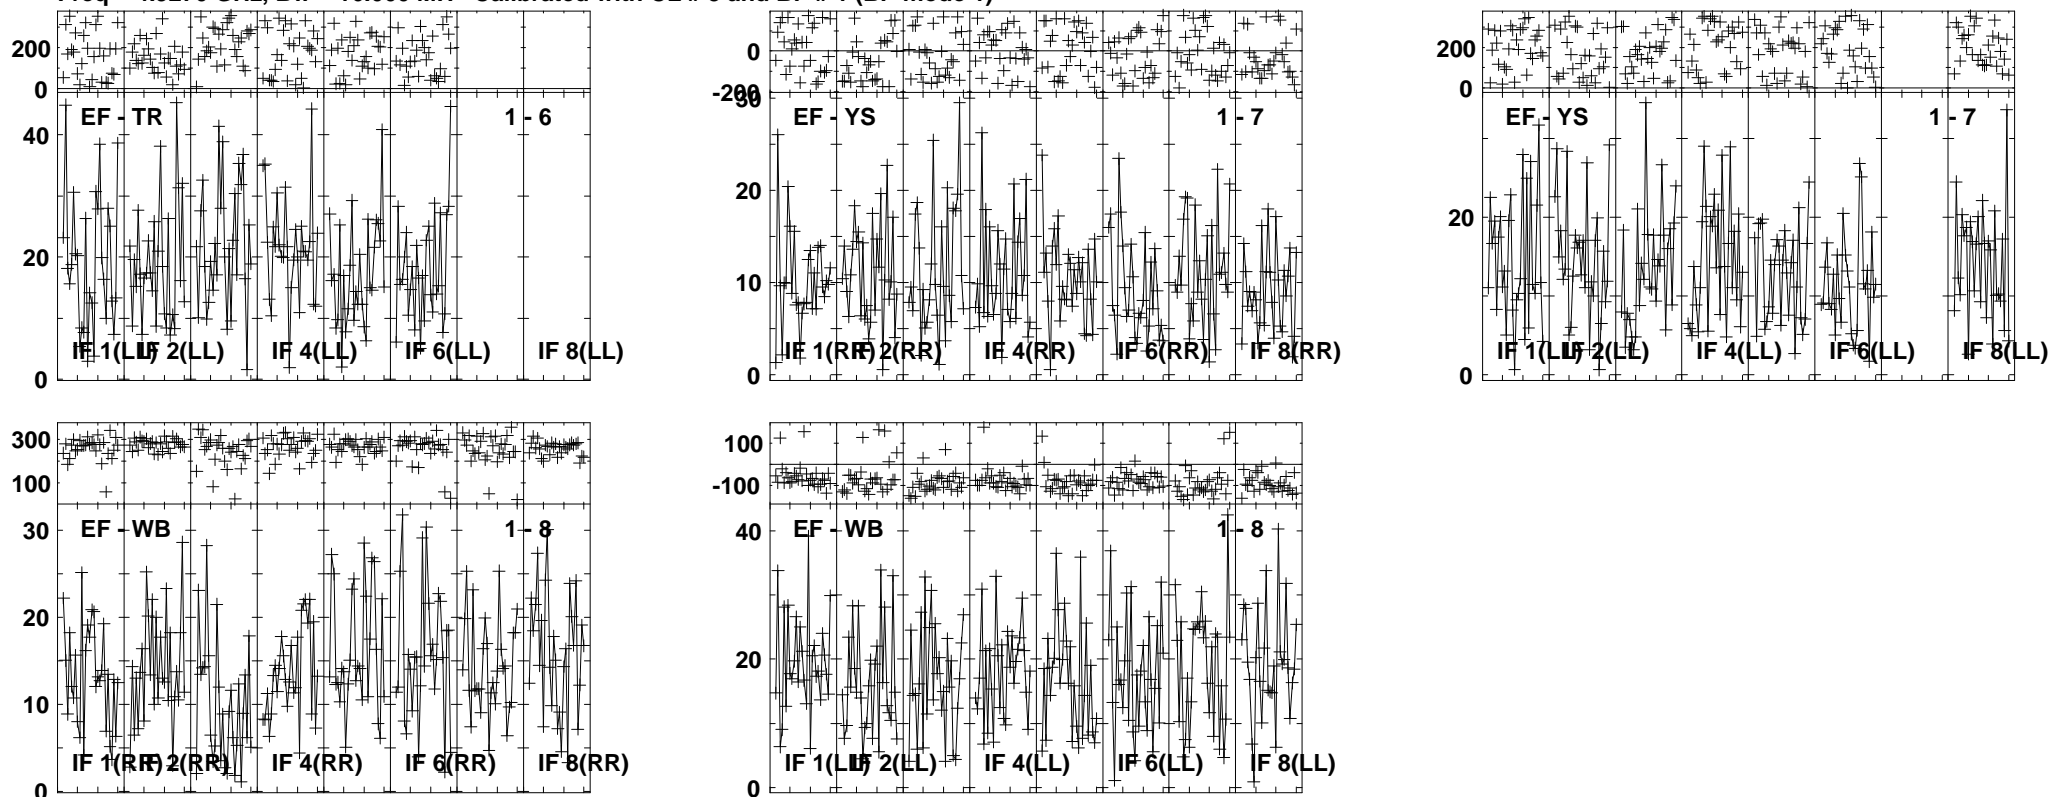 200
0
EF - TR
1 - 6
40
20
0
IF 1(LL)
IF 2(LL)
IF 4(LL)
IF 6(LL)
IF 8(LL)
0
-200
30
EF - YS
1 - 7
20
10
0
IF 1(RR)
IF 2(RR)
IF 4(RR)
IF 6(RR)
IF 8(RR)
200
0
EF - YS
1 - 7
20
0
IF 1(LL)
IF 2(LL)
IF 4(LL)
IF 6(LL)
IF 8(LL)
300
100
EF - WB
1 - 8
30
20
10
0
IF 1(RR)
IF 2(RR)
IF 4(RR)
IF 6(RR)
IF 8(RR)
100
-100
EF - WB
1 - 8
40
20
0
IF 1(LL)
IF 2(LL)
IF 4(LL)
IF 6(LL)
IF 8(LL)